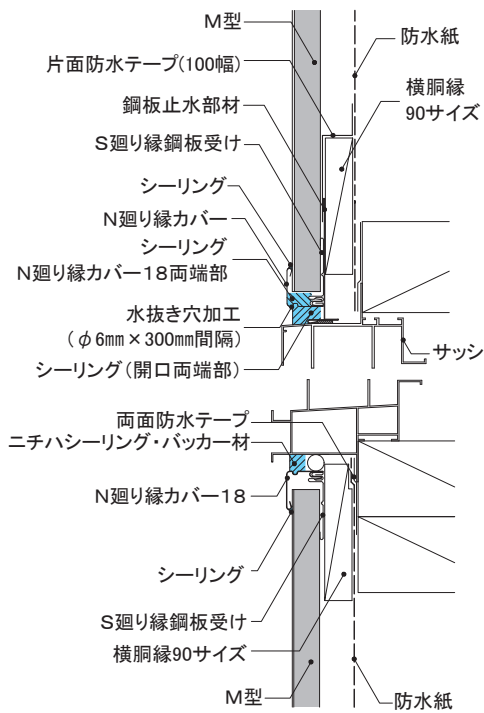 M型
防水紙
片面防水テープ(100幅)
横胴縁
90サイズ
鋼板止水部材
S廻り縁鋼板受け
シーリング
N廻り縁カバー
シーリング
N廻り縁カバー18両端部
水抜き穴加工
(φ6mm×300mm間隔)
サッシ
シーリング(開口両端部)
両面防水テープ
ニチハシーリング・バッカー材
N廻り縁カバー18
シーリング
S廻り縁鋼板受け
横胴縁90サイズ
M型
防水紙